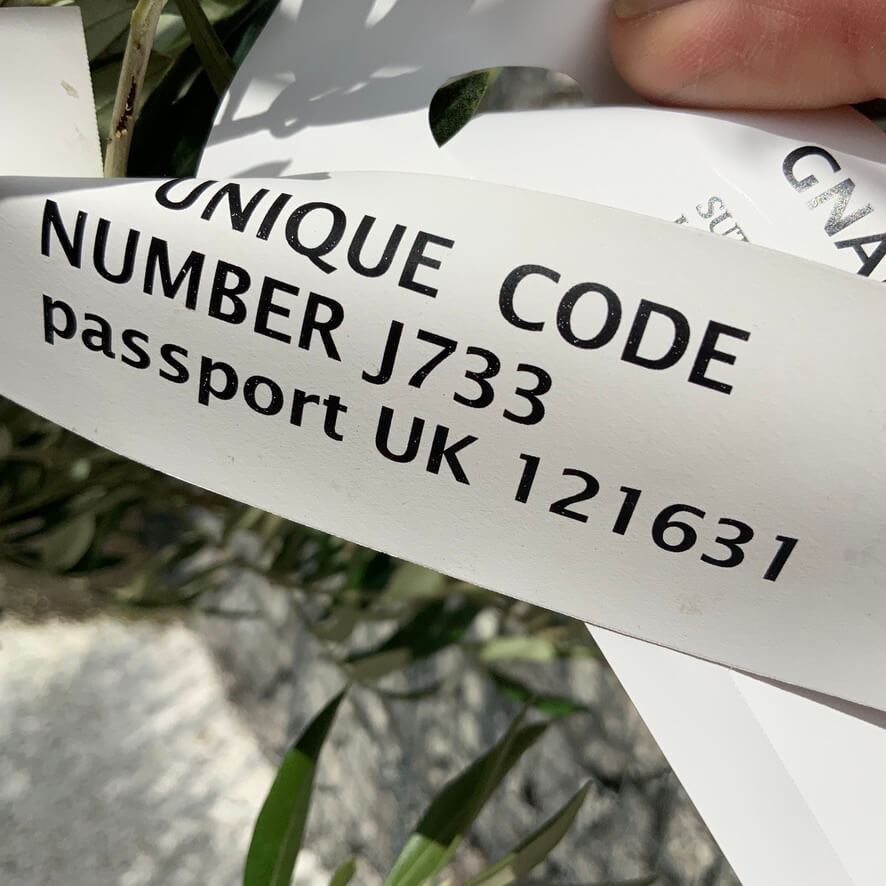 UNIQUE CODE
NUMBER J733
passport UK 121631